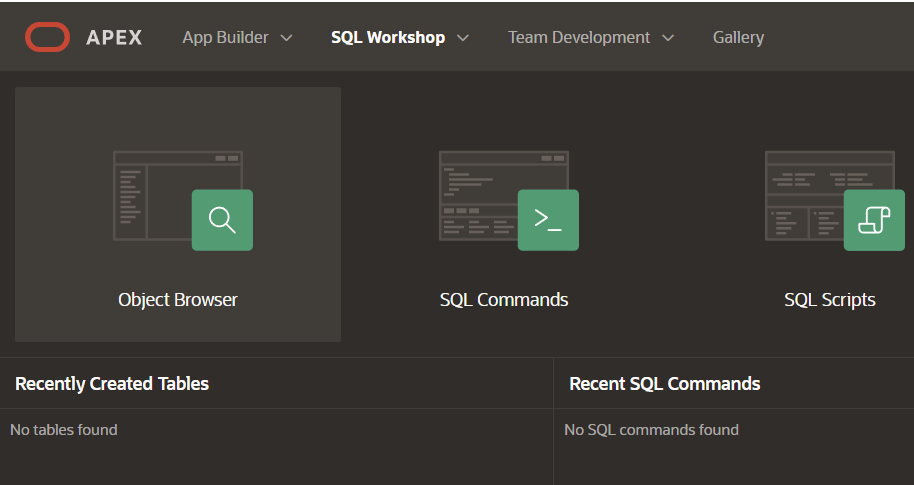 APEX App Builder SQL Workshop Team Development Gallery
Object Browser SQL Commands SQL Scripts
Recently Created Tables Recent SQL Commands
No tables found No SQL commands found